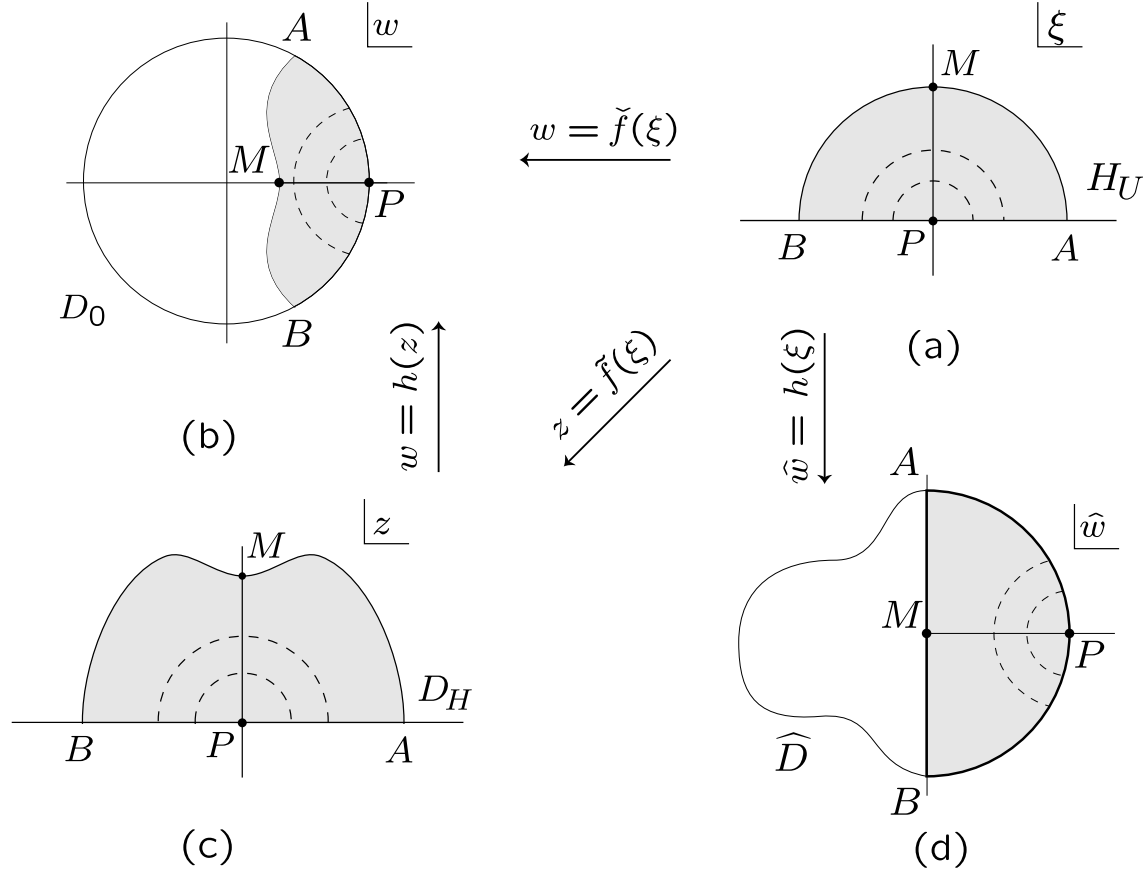 A
w
M
P
D₀
B
w = f̌(ξ)
ξ
M
H_U
B
P
A
(a)
(b)
w = h(z)
z = f̃(ξ)
ŵ = h(ξ)
z
M
D_H
B
P
A
(c)
A
ŵ
M
P
D̂
B
(d)